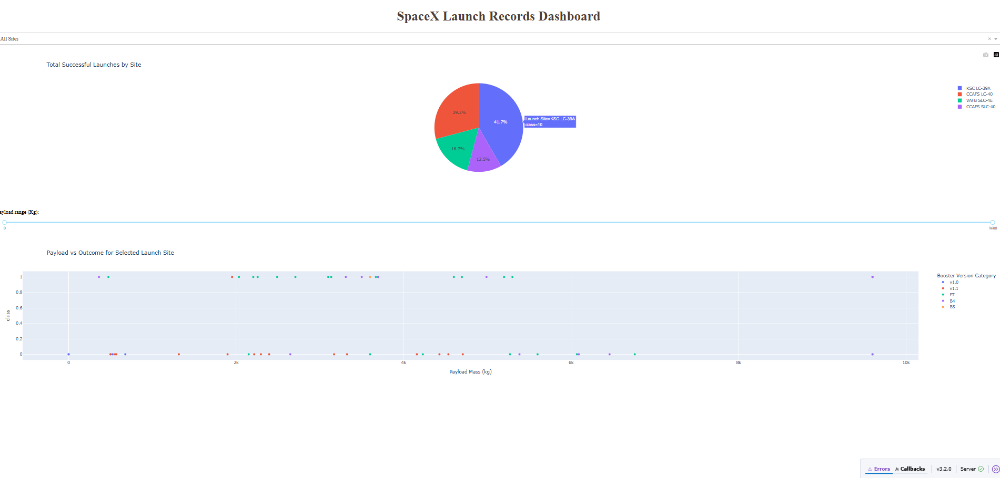 SpaceX Launch Records Dashboard
All Sites
×
Total Successful Launches by Site
KSC LC-39A
CCAFS LC-40
VAFB SLC-4E
CCAFS SLC-40
29.2%
41.7%
Launch Site=KSC LC-39A
class=10
16.7%
12.5%
ayload range (Kg):
0
9600
Payload vs Outcome for Selected Launch Site
Booster Version Category
v1.0
v1.1
FT
B4
B5
class
1
0.8
0.6
0.4
0.2
0
0
2k
4k
6k
8k
10k
Payload Mass (kg)
Errors
Callbacks
v3.2.0
Server